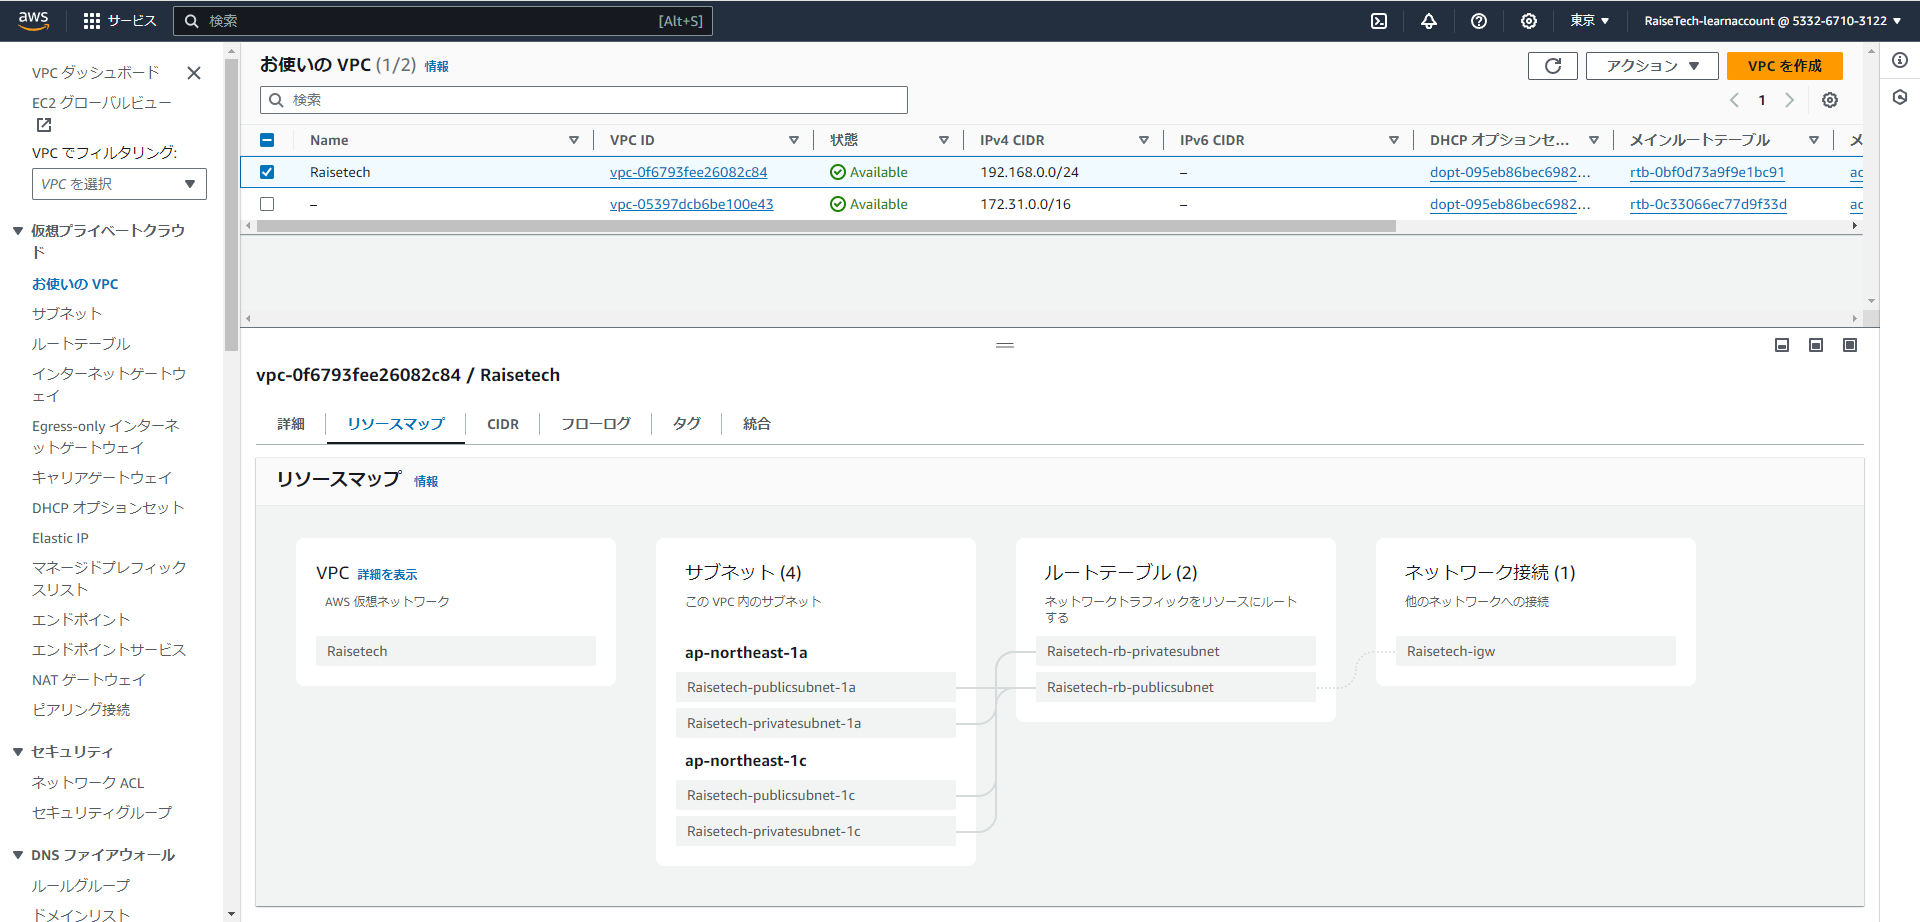 aws
サービス
検索
[Alt+S]
東京
RaiseTech-learnaccount @ 5332-6710-3122
VPC ダッシュボード
EC2 グローバルビュー
VPC でフィルタリング:
VPC を選択
仮想プライベートクラウ
ド
お使いの VPC
サブネット
ルートテーブル
インターネットゲートウ
ェイ
Egress-only インターネ
ットゲートウェイ
キャリアゲートウェイ
DHCP オプションセット
Elastic IP
マネージドプレフィック
スリスト
エンドポイント
エンドポイントサービス
NAT ゲートウェイ
ピアリング接続
セキュリティ
ネットワーク ACL
セキュリティグループ
DNS ファイアウォール
ルールグループ
ドメインリスト
お使いの VPC (1/2) 情報
アクション
VPC を作成
検索
1
Name VPC ID 状態 IPv4 CIDR IPv6 CIDR DHCP オプションセ... メインルートテーブル メ
Raisetech vpc-0f6793fee26082c84 Available 192.168.0.0/24 – dopt-095eb86bec6982... rtb-0bf0d73a9f9e1bc91 ac
– vpc-05397dcb6be100e43 Available 172.31.0.0/16 – dopt-095eb86bec6982... rtb-0c33066ec77d9f33d ac
vpc-0f6793fee26082c84 / Raisetech
詳細 リソースマップ CIDR フローログ タグ 統合
リソースマップ 情報
VPC 詳細を表示
AWS 仮想ネットワーク
Raisetech
サブネット (4)
この VPC 内のサブネット
ap-northeast-1a
Raisetech-publicsubnet-1a
Raisetech-privatesubnet-1a
ap-northeast-1c
Raisetech-publicsubnet-1c
Raisetech-privatesubnet-1c
ルートテーブル (2)
ネットワークトラフィックをリソースにルート
する
Raisetech-rb-privatesubnet
Raisetech-rb-publicsubnet
ネットワーク接続 (1)
他のネットワークへの接続
Raisetech-igw